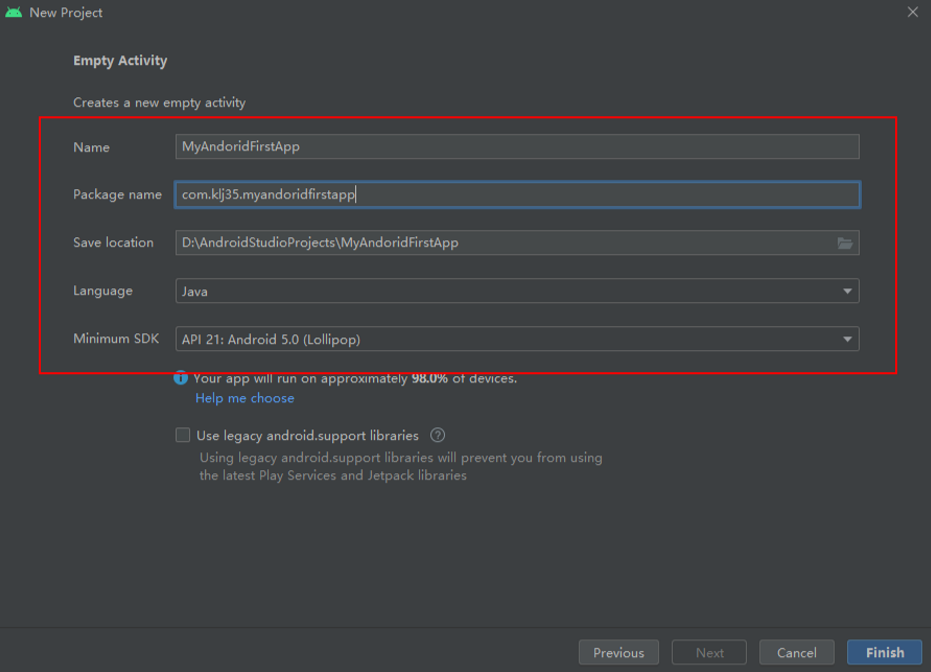 New Project
Empty Activity
Creates a new empty activity
Name MyAndoridFirstApp
Package name com.klj35.myandoridfirstapp
Save location D:\AndroidStudioProjects\MyAndoridFirstApp
Language Java
Minimum SDK API 21: Android 5.0 (Lollipop)
Your app will run on approximately 98.0% of devices.
Help me choose
Use legacy android.support libraries ?
Using legacy android.support libraries will prevent you from using
the latest Play Services and Jetpack libraries
Previous Next Cancel Finish